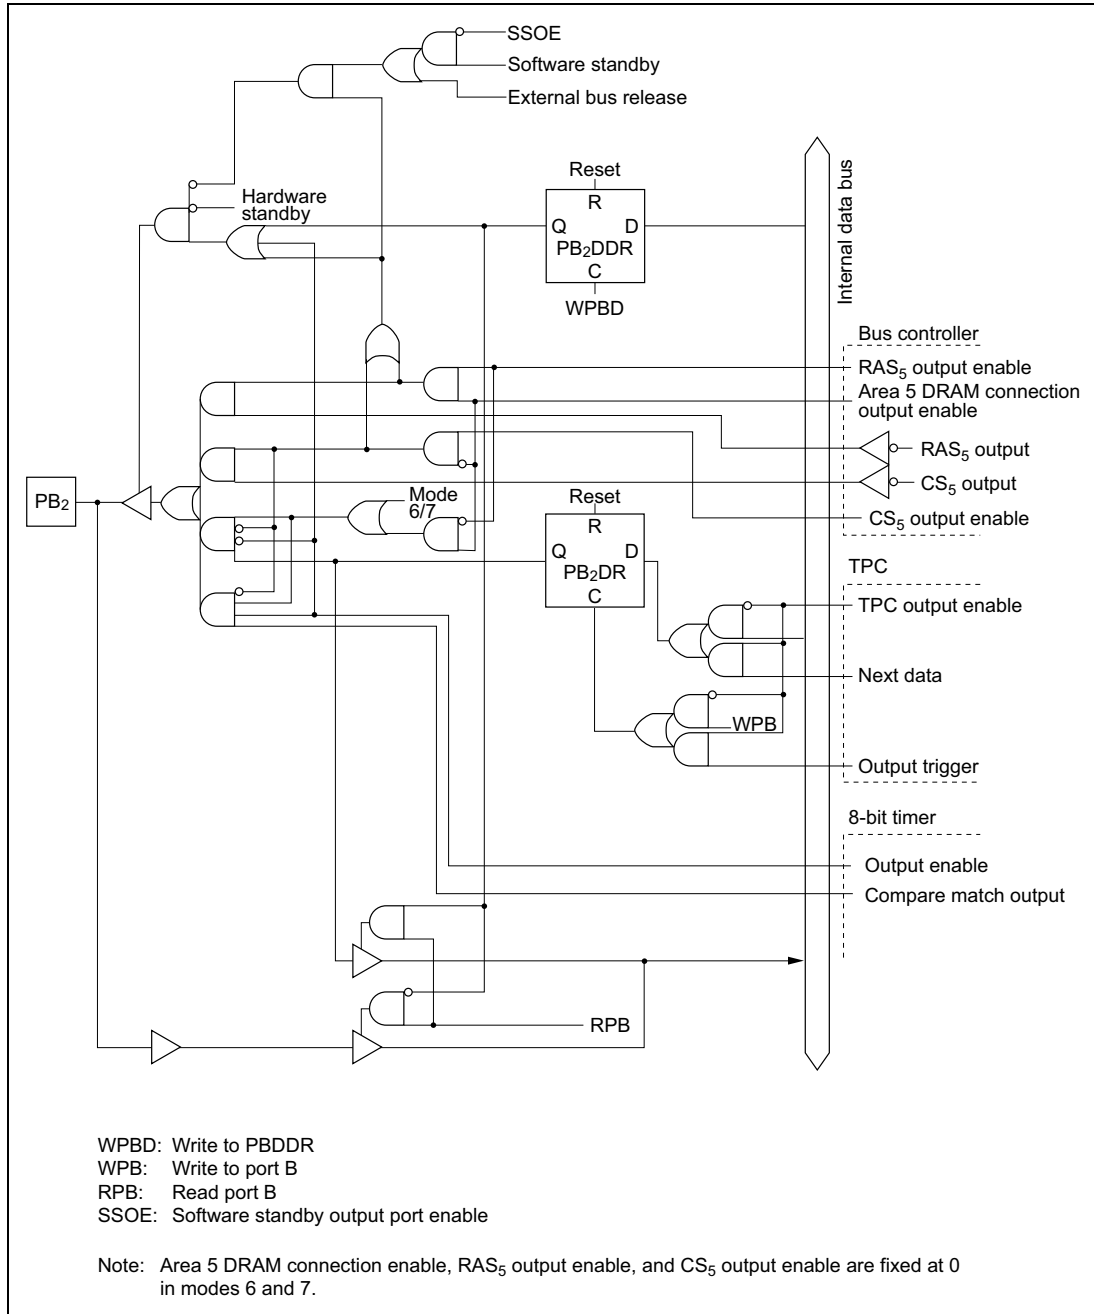 SSOE
Software standby
External bus release
Hardware
standby
Reset
R
Q D
PB2DDR
C
WPBD
Internal data bus
Bus controller
RAS5 output enable
Area 5 DRAM connection
output enable
RAS5 output
CS5 output
CS5 output enable
PB2
Mode
6/7
Reset
R
Q D
PB2DR
C
TPC
TPC output enable
Next data
WPB
Output trigger
8-bit timer
Output enable
Compare match output
RPB
WPBD: Write to PBDDR
WPB: Write to port B
RPB: Read port B
SSOE: Software standby output port enable
Note: Area 5 DRAM connection enable, RAS5 output enable, and CS5 output enable are fixed at 0
in modes 6 and 7.